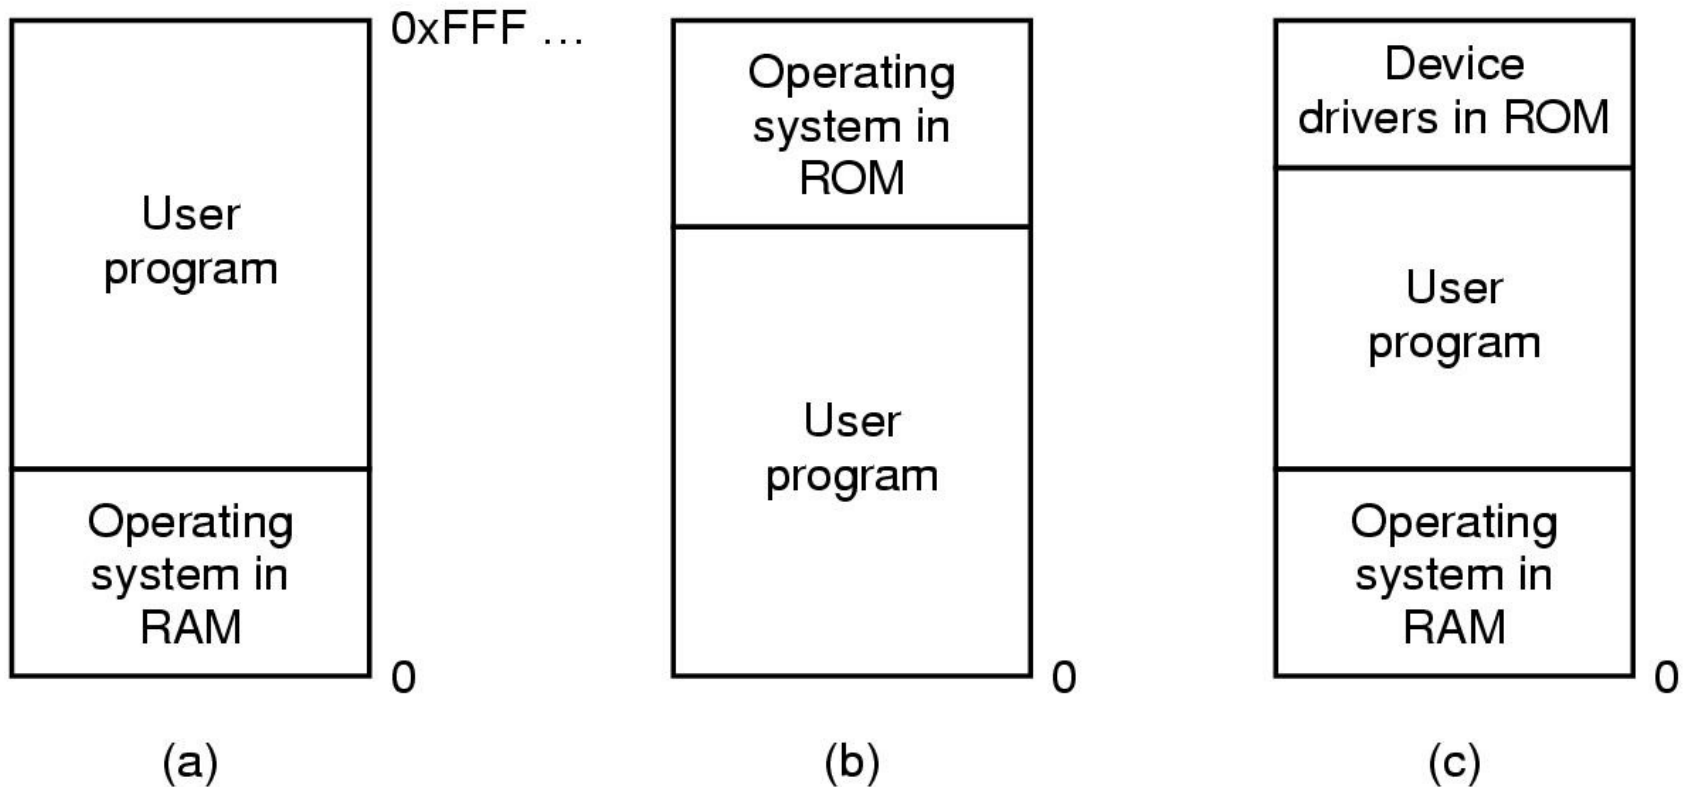 0xFFF ...
User
program
Operating
system in
RAM
0
(a)
Operating
system in
ROM
User
program
0
(b)
Device
drivers in ROM
User
program
Operating
system in
RAM
0
(c)